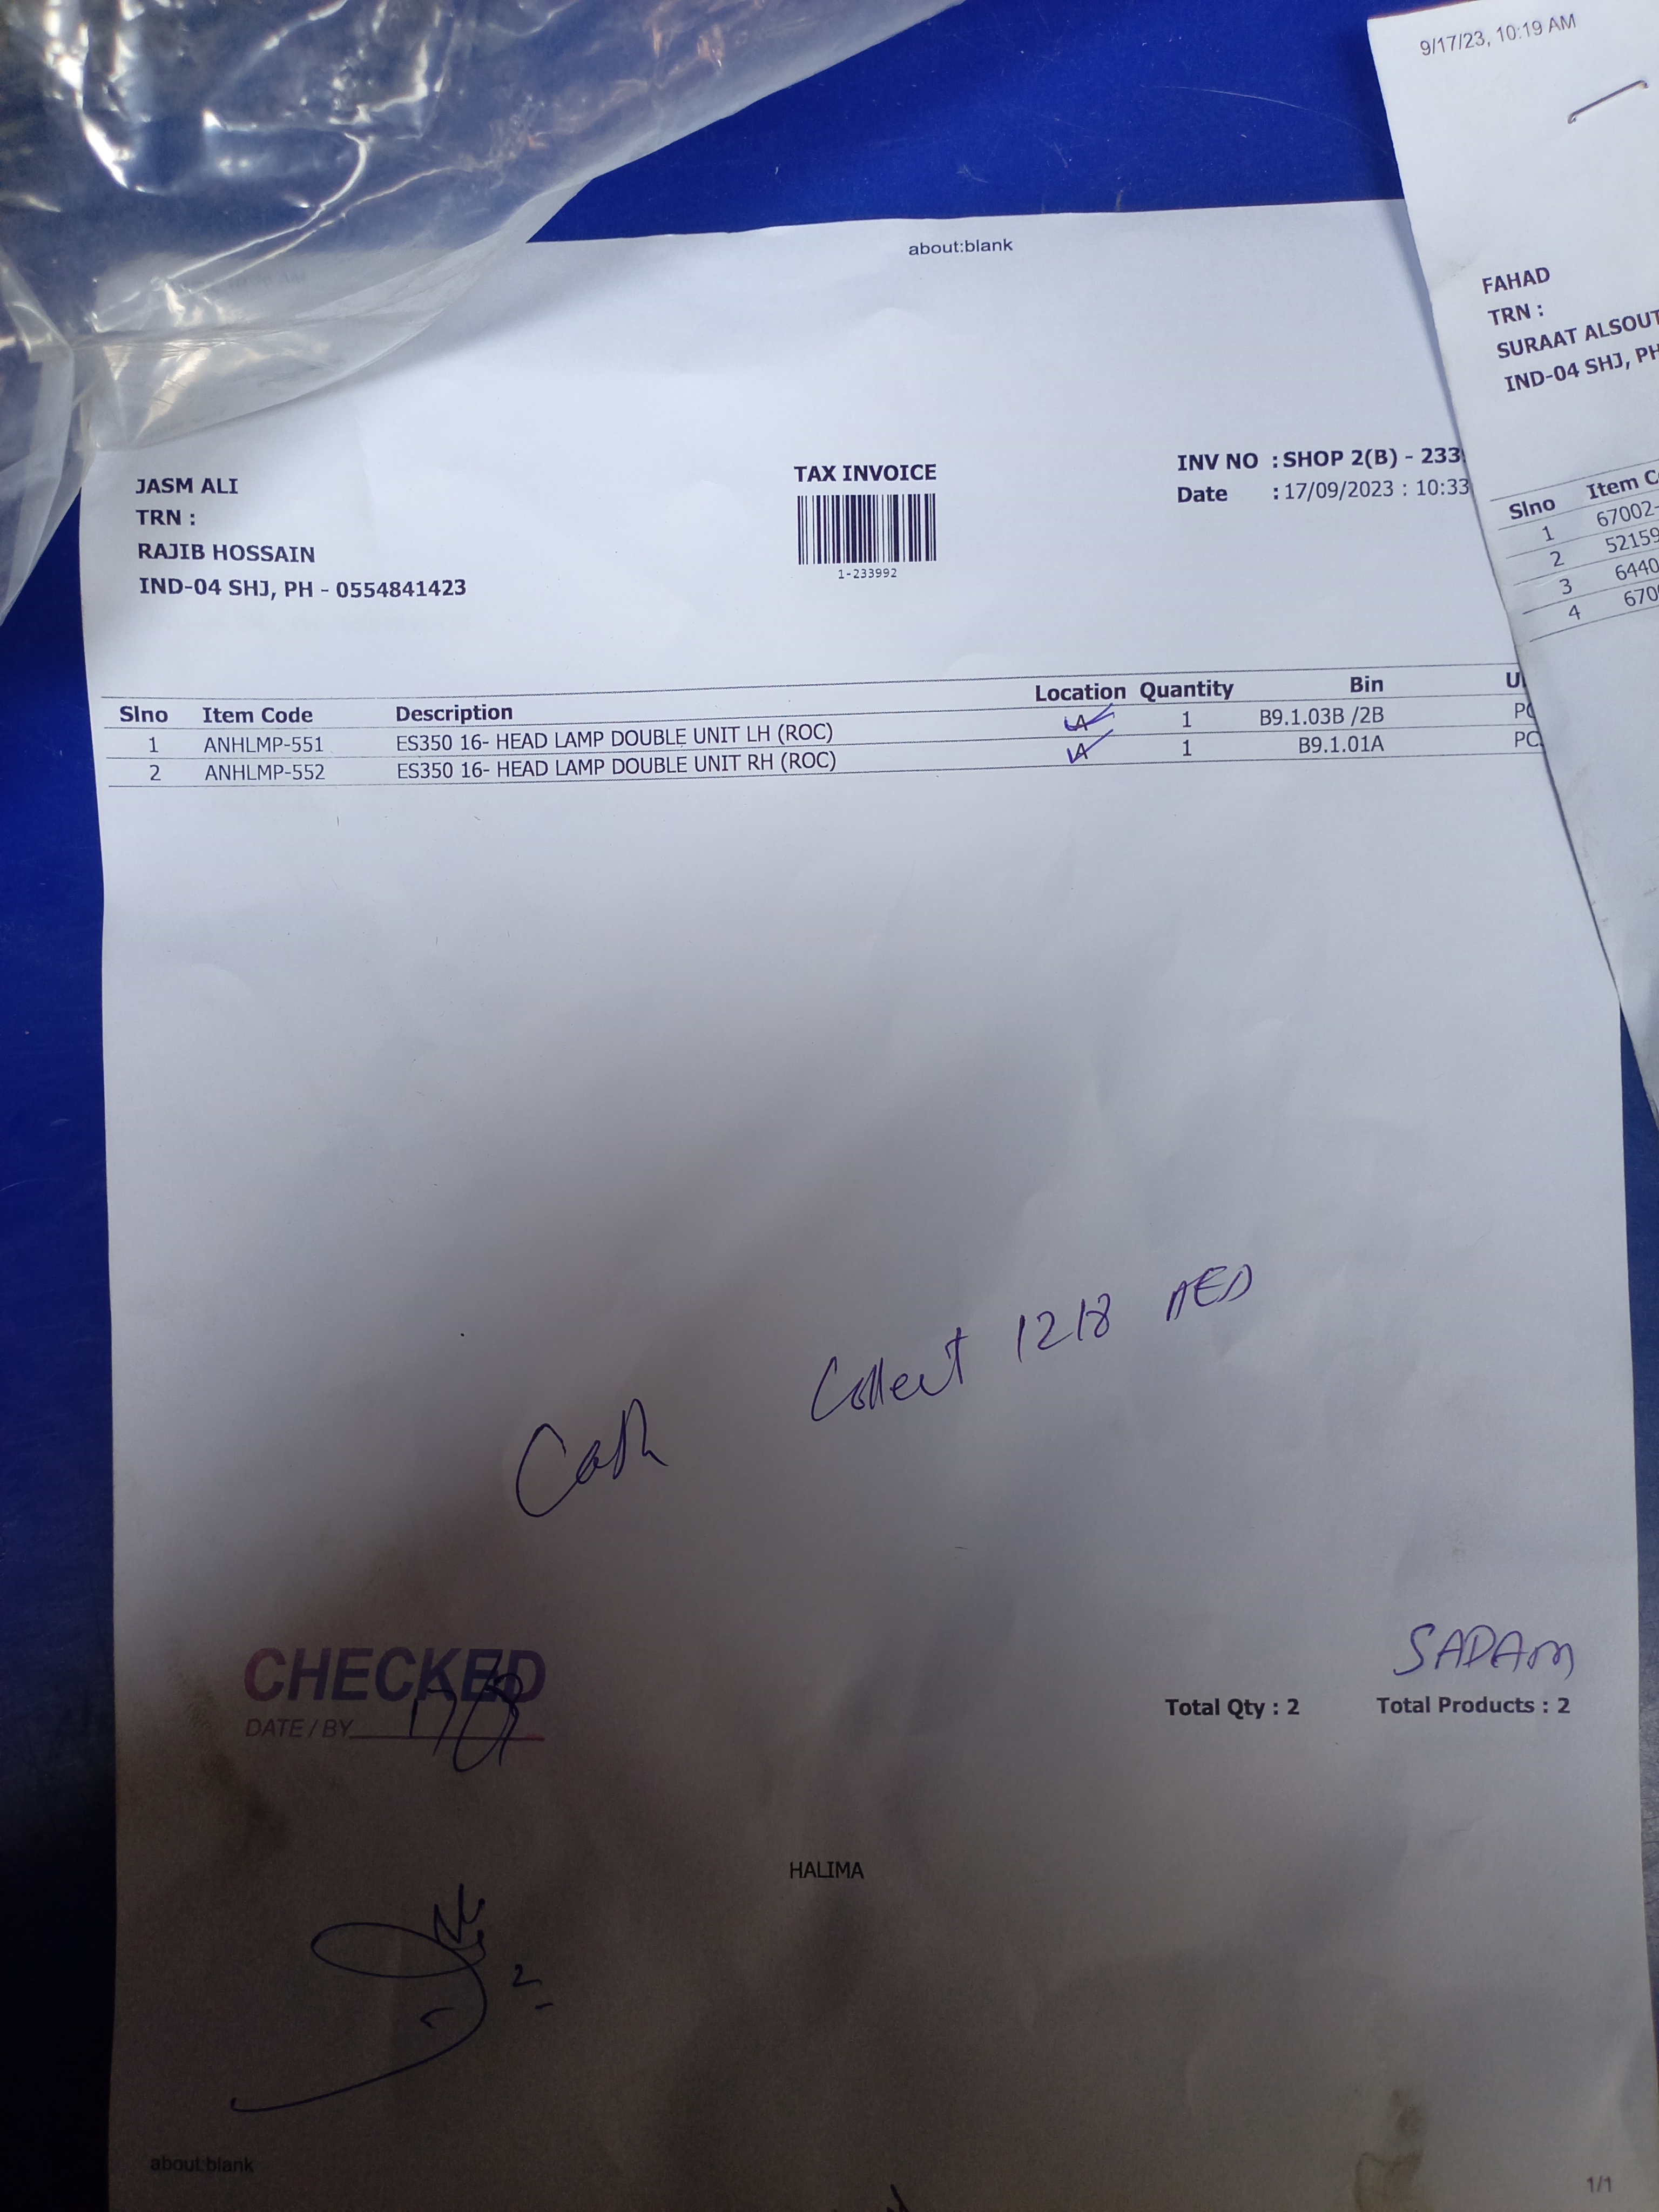 about:blank
JASM ALI
TRN :
RAJIB HOSSAIN
IND-04 SHJ, PH - 0554841423
TAX INVOICE
1-233992
INV NO : SHOP 2(B) - 233
Date : 17/09/2023 : 10:33
Slno Item Code Description Location Quantity Bin
1 ANHLMP-551 ES350 16- HEAD LAMP DOUBLE UNIT LH (ROC) A 1 B9.1.03B /2B PC
2 ANHLMP-552 ES350 16- HEAD LAMP DOUBLE UNIT RH (ROC) A 1 B9.1.01A PC
Cash Collect 1218 AED
SADAM
CHECKED
DATE / BY
Total Qty : 2 Total Products : 2
HALIMA
2
about:blank
1/1
9/17/23, 10:19 AM
FAHAD
TRN :
SURAAT ALSOUT
IND-04 SHJ, PH
Slno Item C
1 67002-
2 52159
3 6440
4 670